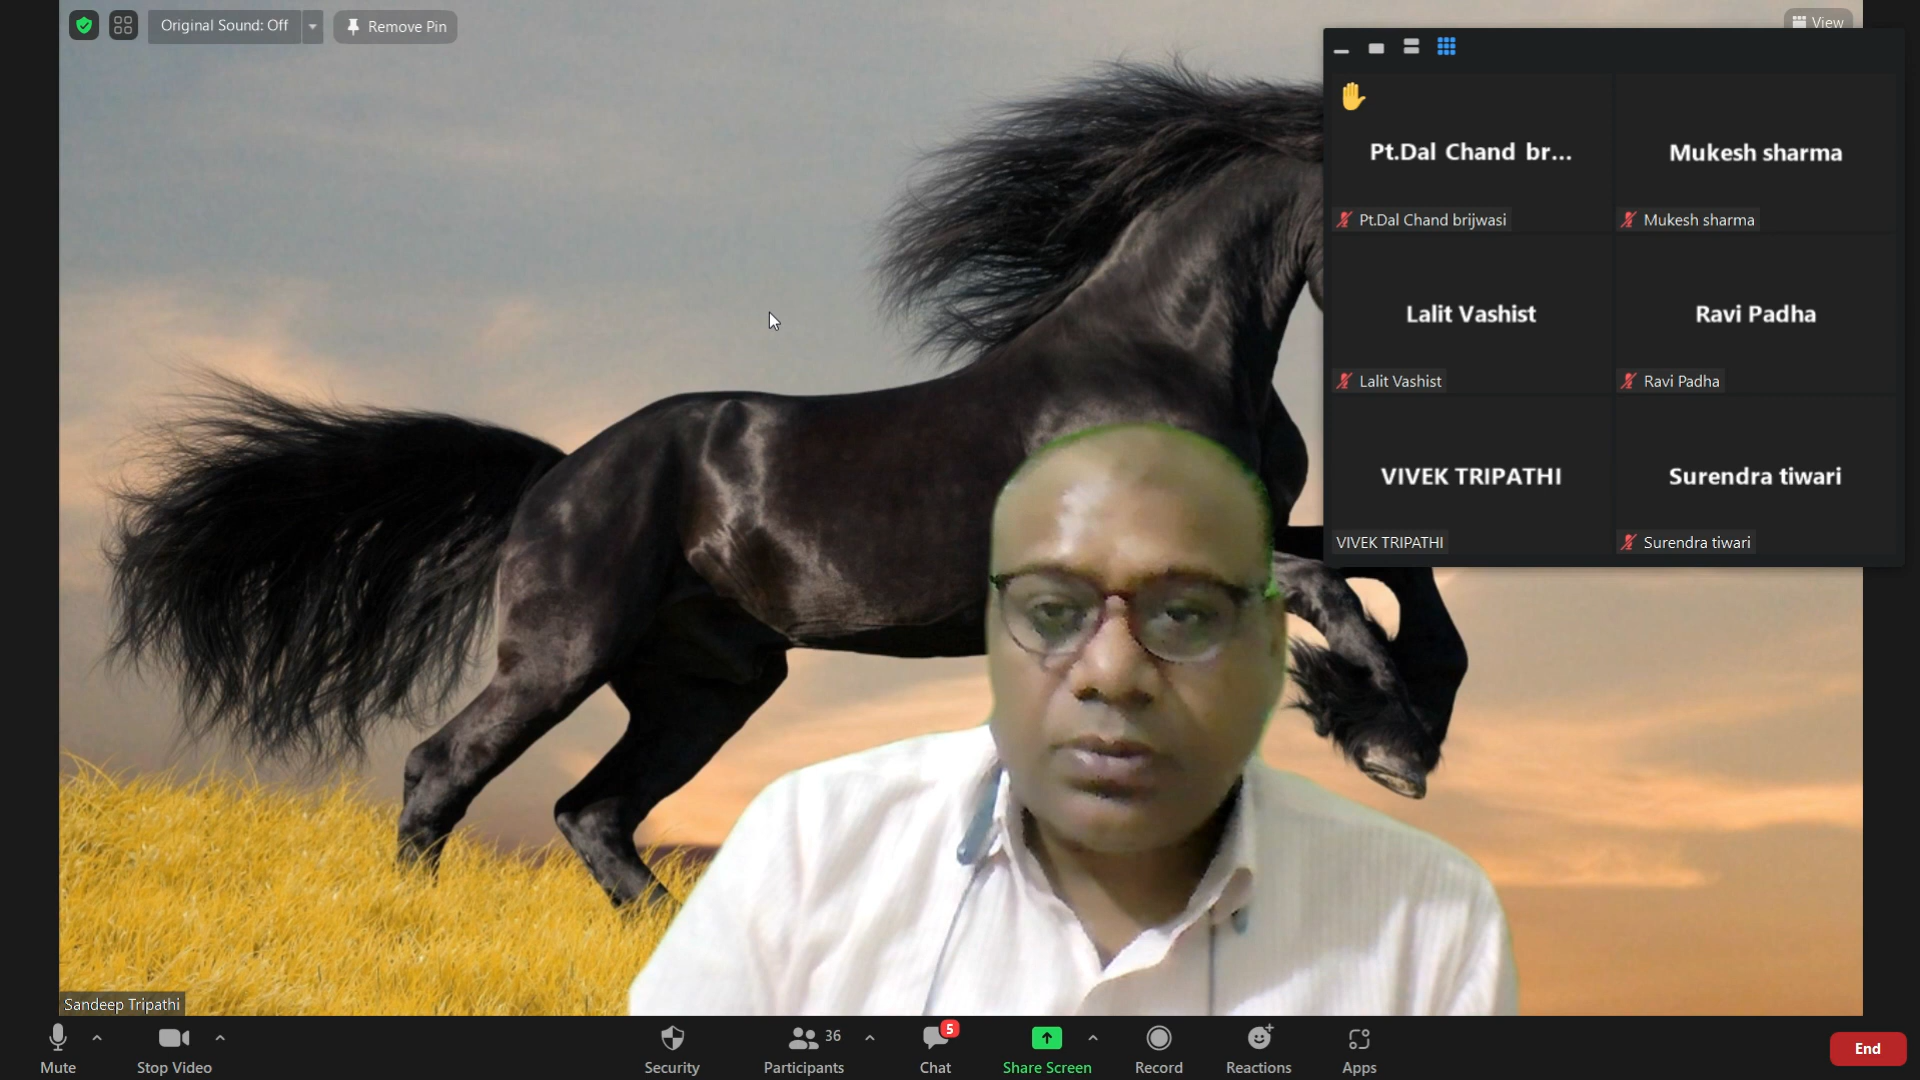 Original Sound: Off
Remove Pin
View
Pt.Dal Chand br...
Mukesh sharma
Pt.Dal Chand brijwasi
Mukesh sharma
Lalit Vashist
Ravi Padha
Lalit Vashist
Ravi Padha
VIVEK TRIPATHI
Surendra tiwari
VIVEK TRIPATHI
Surendra tiwari
Sandeep Tripathi
Mute
Stop Video
Security
36
Participants
5
Chat
Share Screen
Record
Reactions
Apps
End